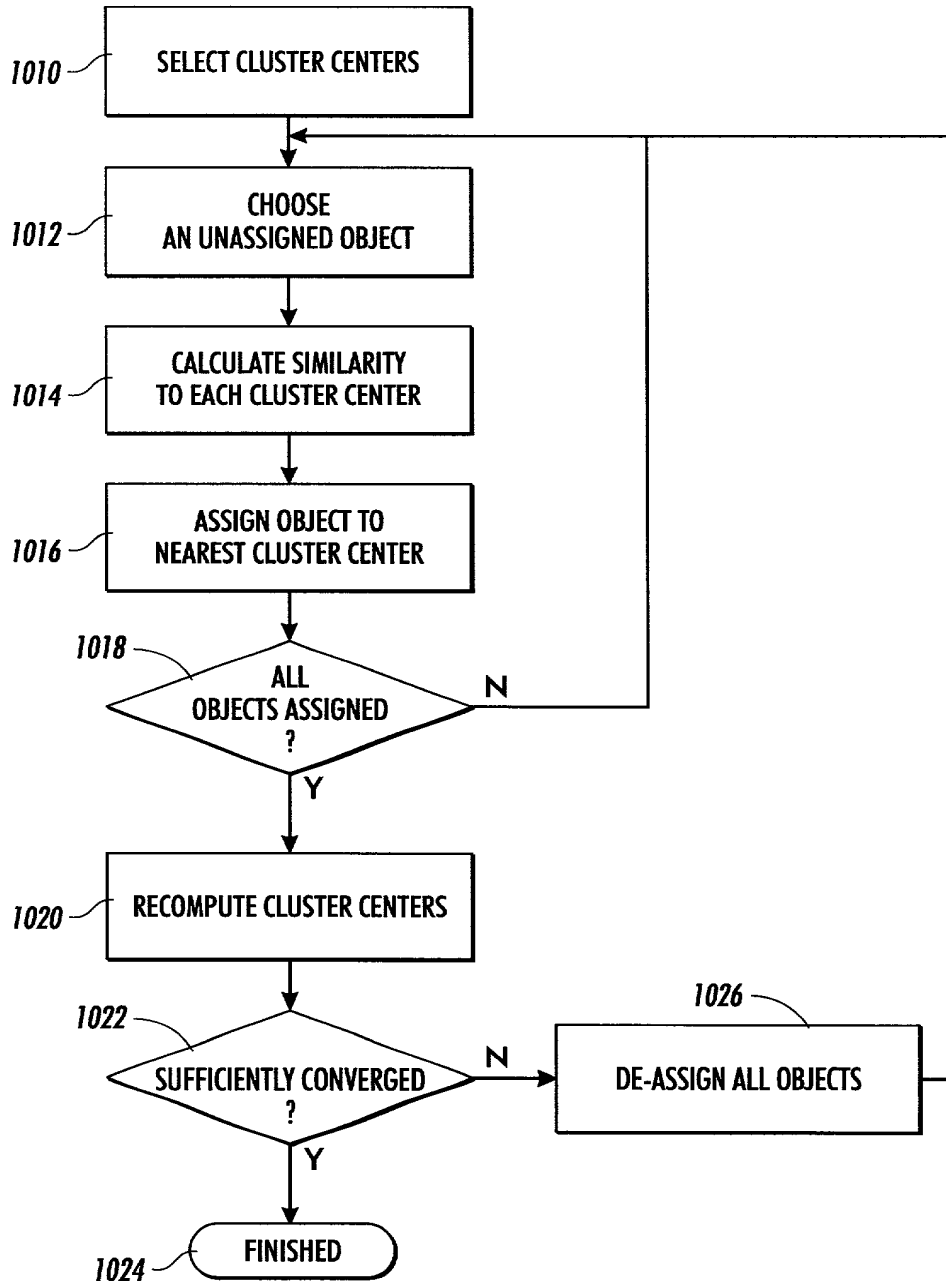 SELECT CLUSTER CENTERS
1010
CHOOSE
AN UNASSIGNED OBJECT
1012
CALCULATE SIMILARITY
TO EACH CLUSTER CENTER
1014
ASSIGN OBJECT TO
NEAREST CLUSTER CENTER
1016
1018
ALL
OBJECTS ASSIGNED
?
N
Y
RECOMPUTE CLUSTER CENTERS
1020
1022
SUFFICIENTLY CONVERGED
?
N
Y
1026
DE-ASSIGN ALL OBJECTS
FINISHED
1024